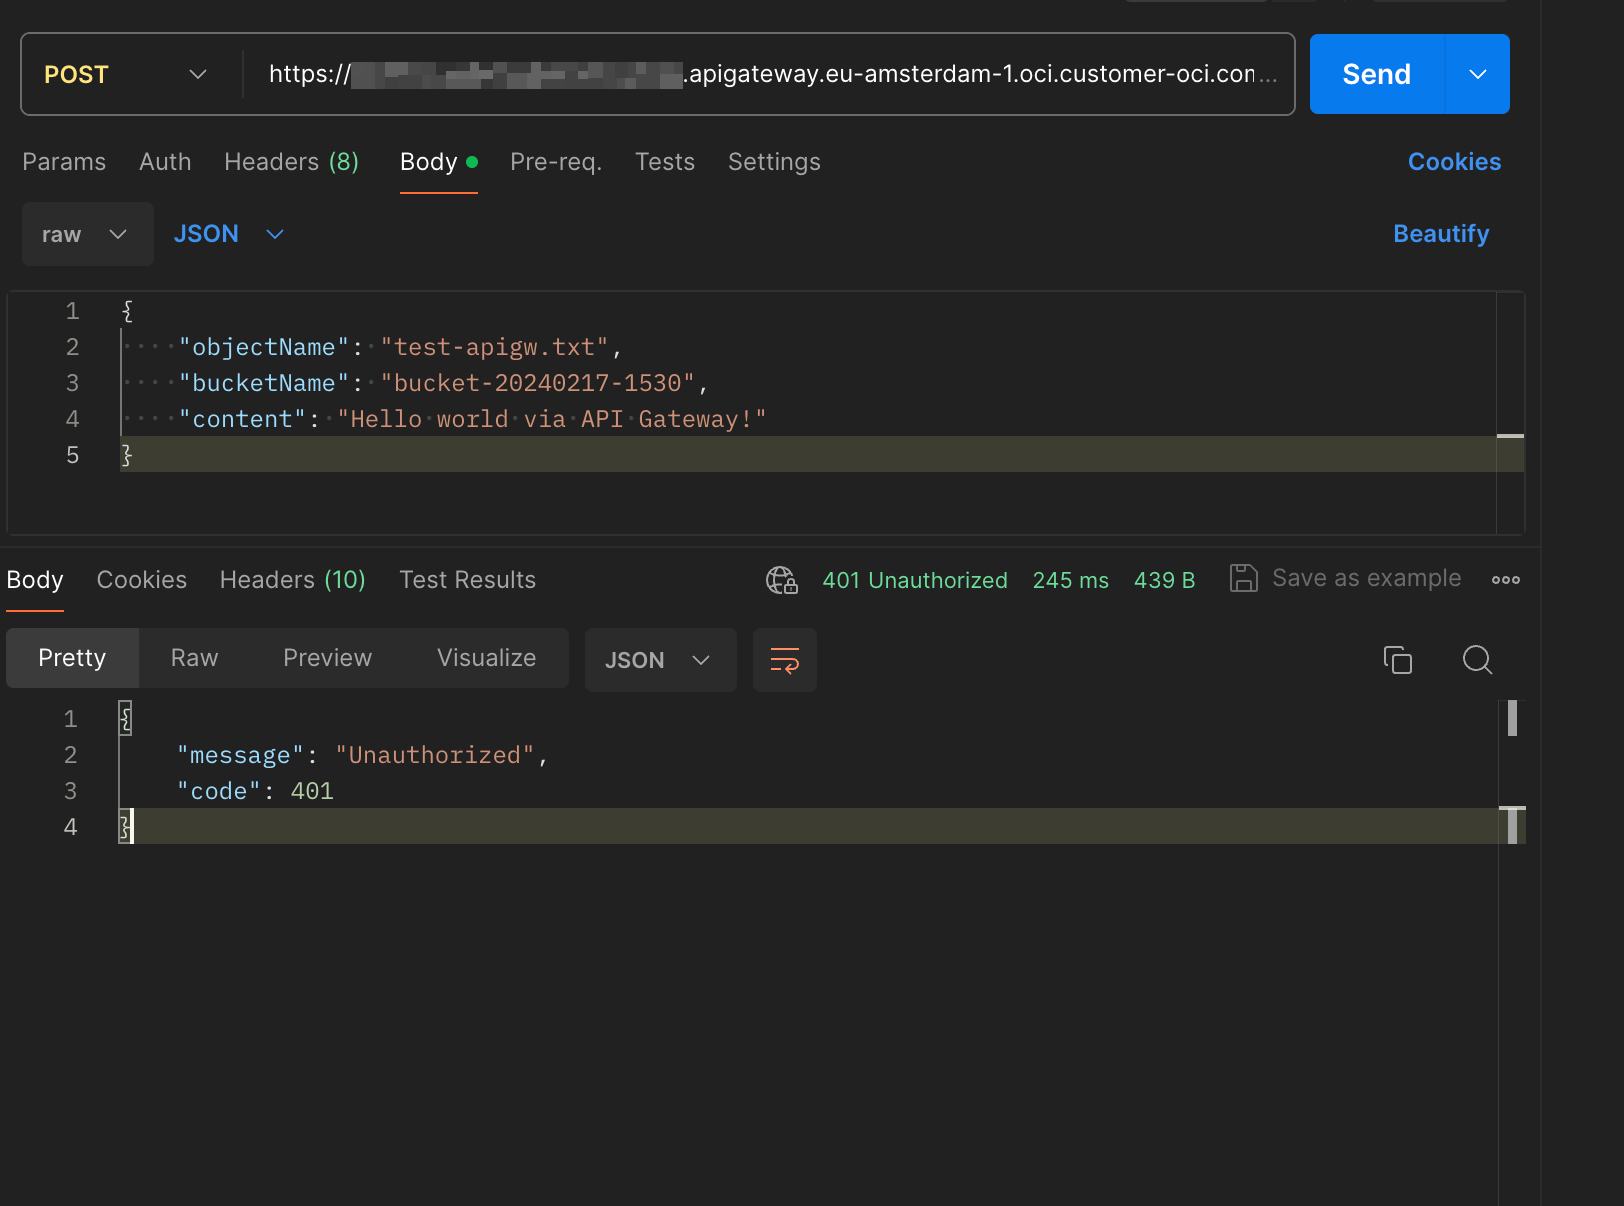 POST https://.apigateway.eu-amsterdam-1.oci.customer-oci.con... Send
Params Auth Headers (8) Body Pre-req. Tests Settings Cookies
raw JSON Beautify
1 {
2 "objectName": "test-apigw.txt",
3 "bucketName": "bucket-20240217-1530",
4 "content": "Hello world via API Gateway!"
5 }
Body Cookies Headers (10) Test Results 401 Unauthorized 245 ms 439 B Save as example
Pretty Raw Preview Visualize JSON
1 {
2 "message": "Unauthorized",
3 "code": 401
4 }